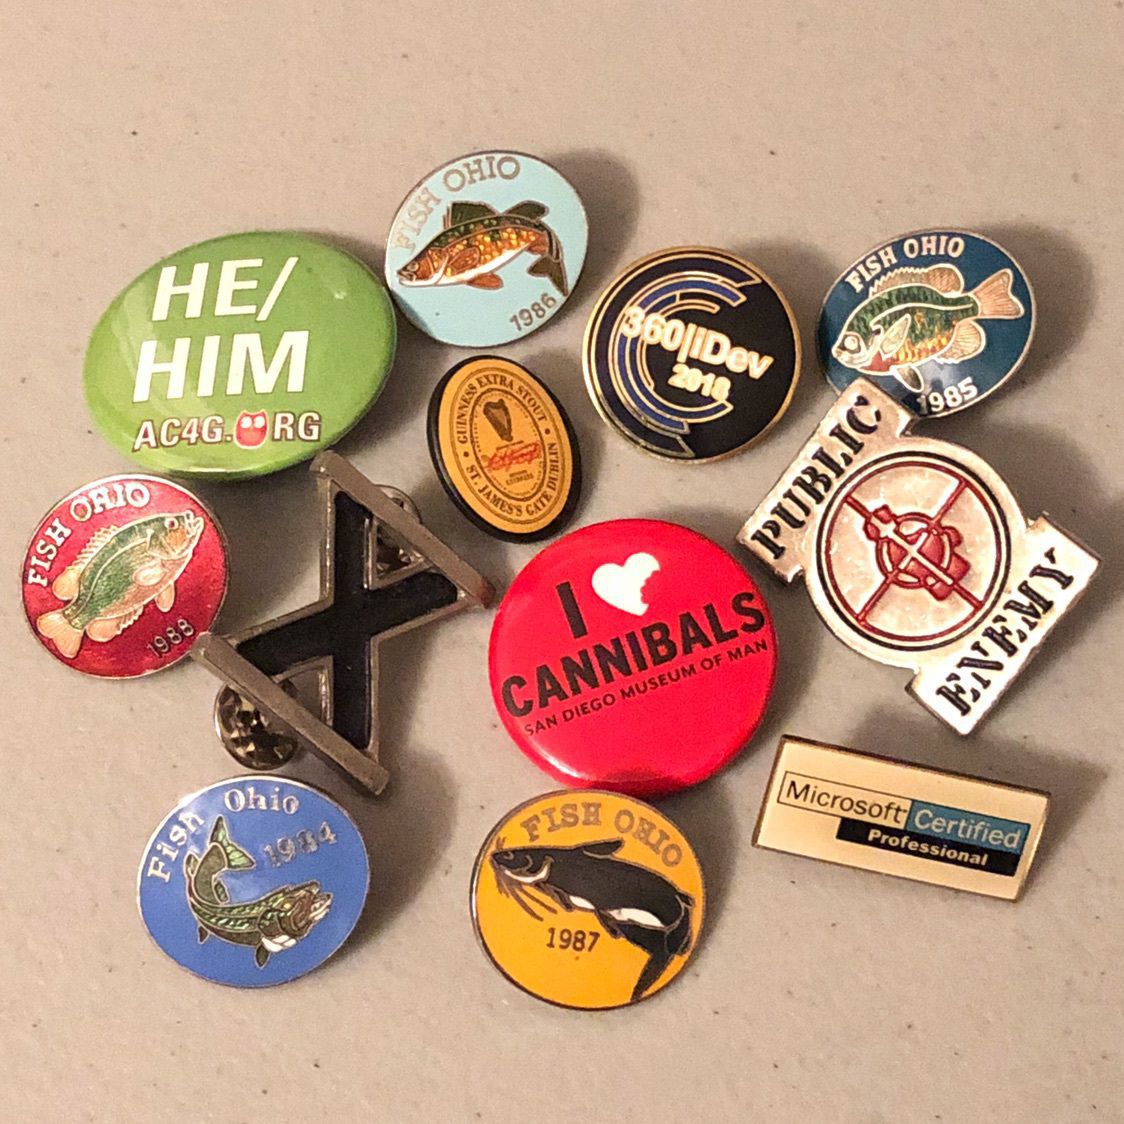 FISH OHIO
1986
HE/
HIM
AC4G.ORG
360|iDev
2018
FISH OHIO
1985
GUINNESS EXTRA STOUT
ST. JAMES'S GATE DUBLIN
PUBLIC
ENEMY
FISH OHIO
1988
X
I
CANNIBALS
SAN DIEGO MUSEUM OF MAN
Microsoft Certified
Professional
Fish Ohio
1984
FISH OHIO
1987